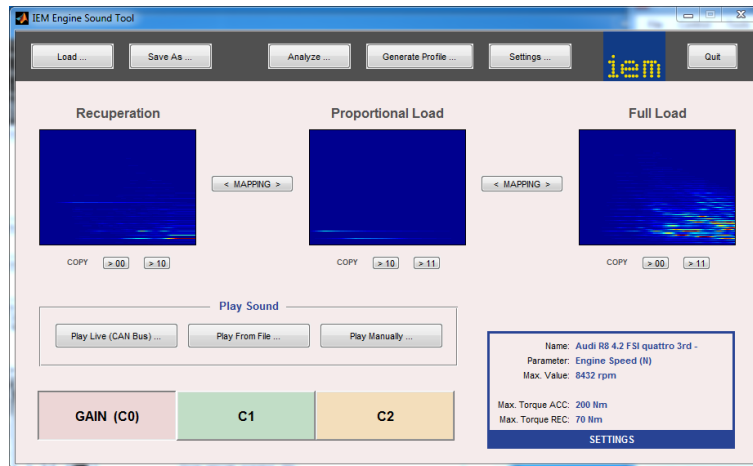 IEM Engine Sound Tool
Load ... Save As ... Analyze ... Generate Profile ... Settings ... iem Quit
Recuperation Proportional Load Full Load
< MAPPING > < MAPPING >
COPY > 00 > 10 COPY > 10 > 11 COPY > 00 > 11
Play Sound
Play Live (CAN Bus) ... Play From File ... Play Manually ...
Name: Audi R8 4.2 FSI quattro 3rd -
Parameter: Engine Speed (N)
Max. Value: 8432 rpm
Max. Torque ACC: 200 Nm
Max. Torque REC: 70 Nm
SETTINGS
GAIN (C0) C1 C2